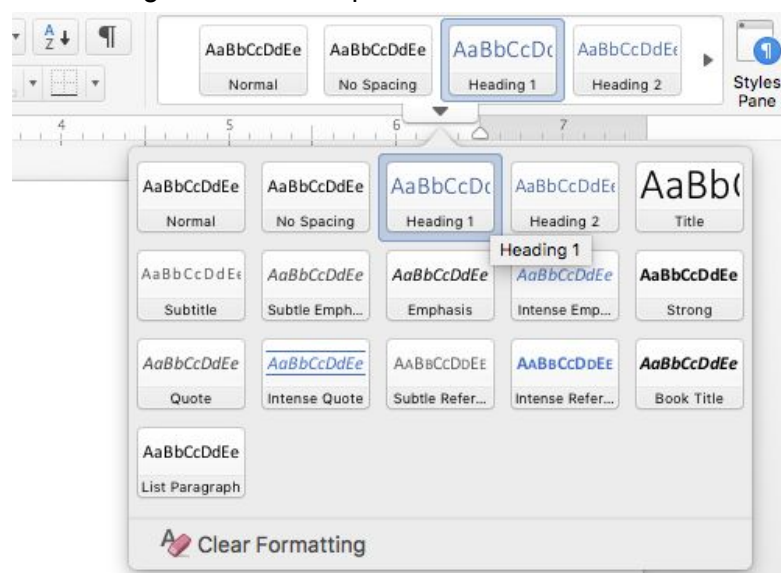 AaBbCcDdEe AaBbCcDdEe AaBbCcDc AaBbCcDdEe
Normal No Spacing Heading 1 Heading 2
Styles
Pane
4 5 6 7
AaBbCcDdEe AaBbCcDdEe AaBbCcDc AaBbCcDdEe AaBb(
Normal No Spacing Heading 1 Heading 2 Title
Heading 1
AaBbCcDdEe AaBbCcDdEe AaBbCcDdEe AaBbCcDdEe AaBbCcDdEe
Subtitle Subtle Emph... Emphasis Intense Emp... Strong
AaBbCcDdEe AaBbCcDdEe AaBbCcDdEe AaBbCcDdEe AaBbCcDdEe
Quote Intense Quote Subtle Refer... Intense Refer... Book Title
AaBbCcDdEe
List Paragraph
Clear Formatting